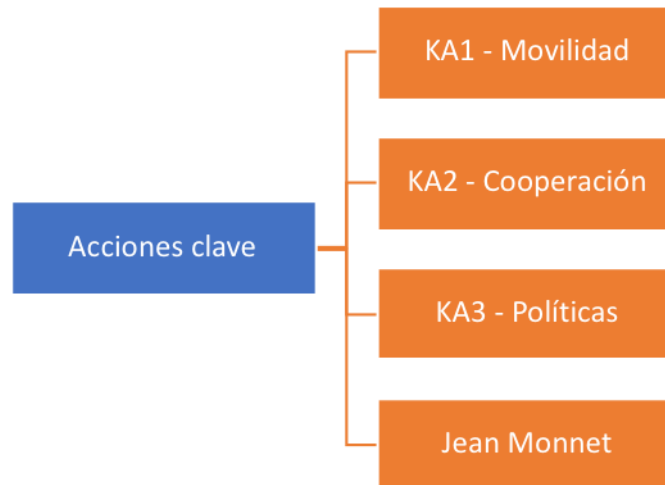 KA1 - Movilidad
KA2 - Cooperación
Acciones clave
KA3 - Políticas
Jean Monnet